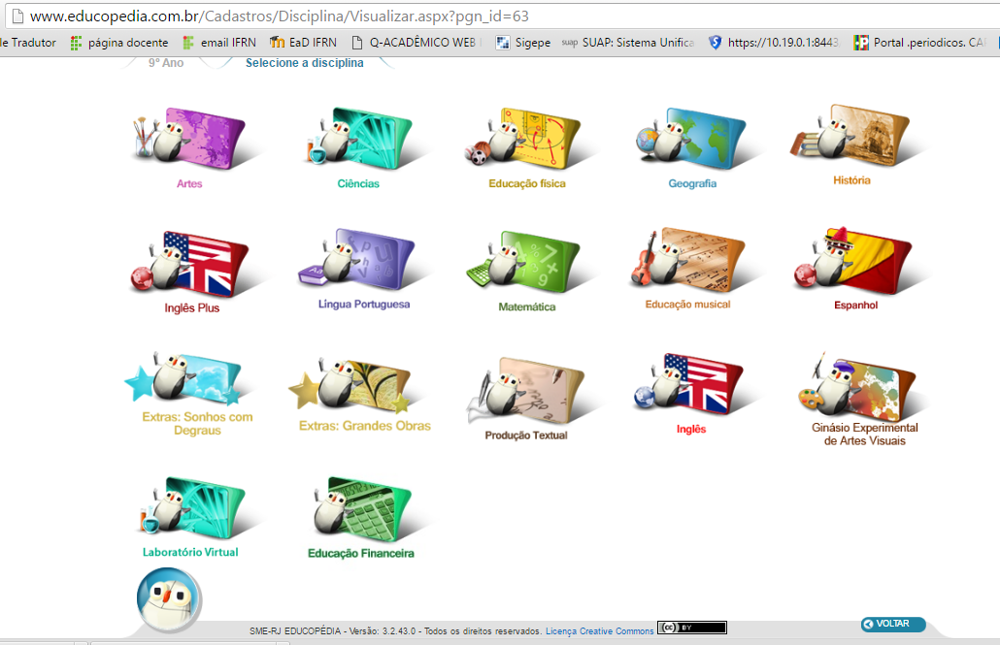 www.educopedia.com.br/Cadastros/Disciplina/Visualizar.aspx?pgn_id=63
le Tradutor página docente email IFRN EaD IFRN Q-ACADÊMICO WEB Sigepe suap SUAP: Sistema Unifica https://10.19.0.1:8443 Portal .periodicos. CA
9º Ano Selecione a disciplina
Artes Ciências Educação física Geografia História
Inglês Plus Língua Portuguesa Matemática Educação musical Espanhol
Extras: Sonhos com Degraus Extras: Grandes Obras Produção Textual Inglês Ginásio Experimental de Artes Visuais
Laboratório Virtual Educação Financeira
SME-RJ EDUCOPÉDIA - Versão: 3.2.43.0 - Todos os direitos reservados. Licença Creative Commons cc BY VOLTAR